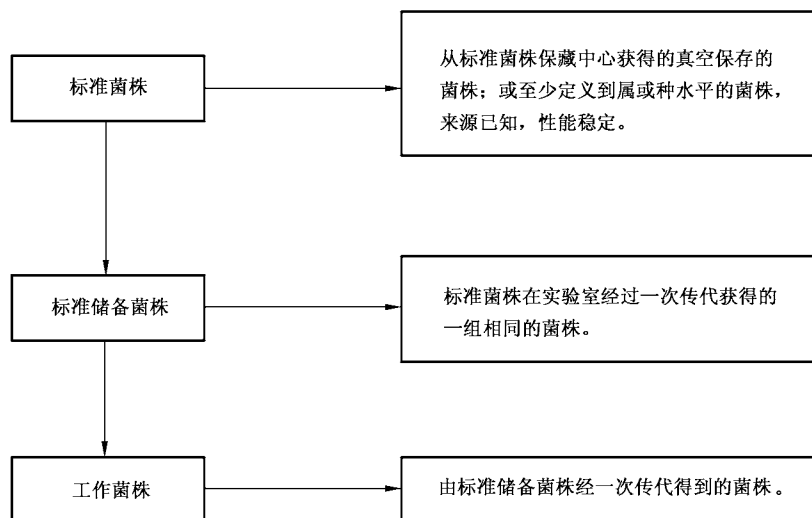 标准菌株
从标准菌株保藏中心获得的真空保存的
菌株；或至少定义到属或种水平的菌株，
来源已知，性能稳定。
标准储备菌株
标准菌株在实验室经过一次传代获得的
一组相同的菌株。
工作菌株
由标准储备菌株经一次传代得到的菌株。